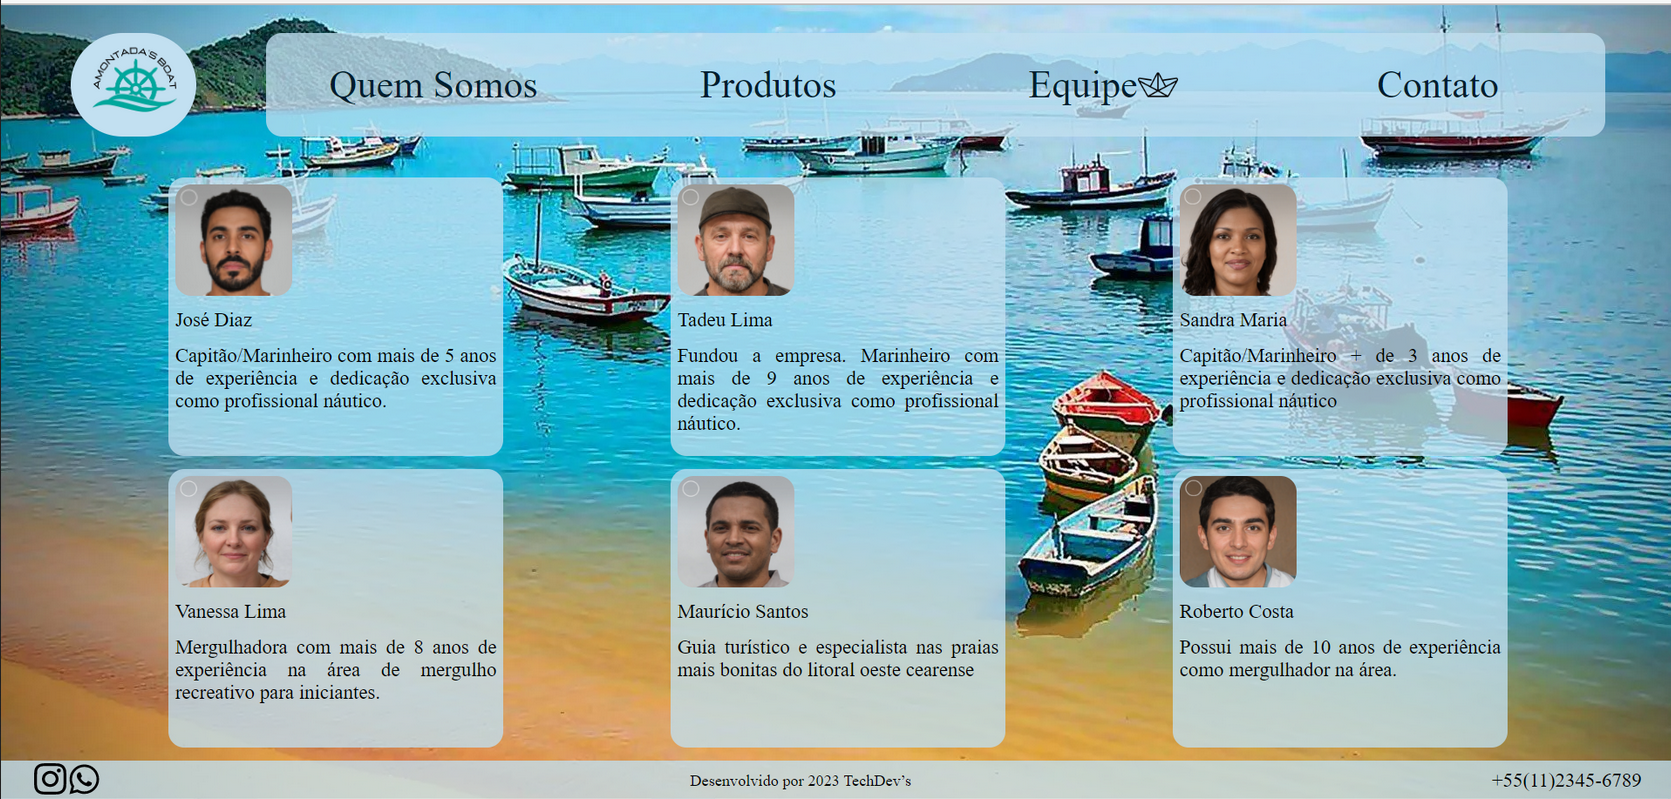 AMONTADA'S BOAT
Quem Somos
Produtos
Equipe
Contato
José Diaz
Capitão/Marinheiro com mais de 5 anos
de experiência e dedicação exclusiva
como profissional náutico.
Tadeu Lima
Fundou a empresa. Marinheiro com
mais de 9 anos de experiência e
dedicação exclusiva como profissional
náutico.
Sandra Maria
Capitão/Marinheiro + de 3 anos de
experiência e dedicação exclusiva como
profissional náutico
Vanessa Lima
Mergulhadora com mais de 8 anos de
experiência na área de mergulho
recreativo para iniciantes.
Maurício Santos
Guia turístico e especialista nas praias
mais bonitas do litoral oeste cearense
Roberto Costa
Possui mais de 10 anos de experiência
como mergulhador na área.
Desenvolvido por 2023 TechDev’s
+55(11)2345-6789